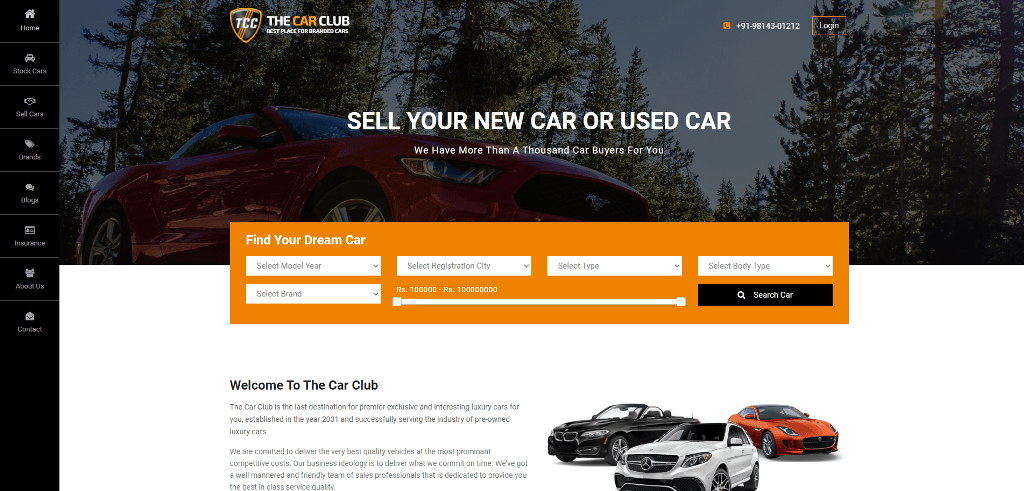 Home
Stock Cars
Sell Cars
Brands
Blogs
Insurance
About Us
Contact
TCC
THE CAR CLUB
BEST PLACE FOR BRANDED CARS
+91-98143-01212
Login
SELL YOUR NEW CAR OR USED CAR
We Have More Than A Thousand Car Buyers For You
Find Your Dream Car
Select Model Year
Select Registration City
Select Type
Select Body Type
Select Brand
Rs. 100000 - Rs. 100000000
Search Car
Welcome To The Car Club
The Car Club is the last destination for premier exclusive and interesting luxury cars for
you, established in the year 2001 and successfully serving the industry of pre-owned
luxury cars.
We are comitted to deliver the very best quality vehicles at the most prominant
competitive costs. Our business ideology is to deliver what we commit on time. We've got
a well mannered and friendly team of sales professionals that is dedicated to provide you
the best in class service quality.